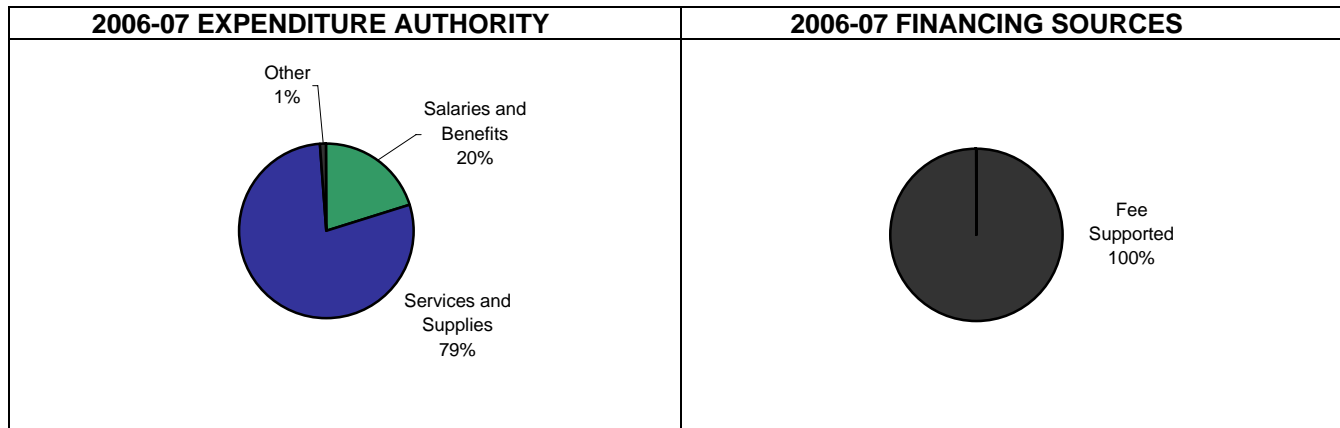 2006-07 EXPENDITURE AUTHORITY
Other
1%
Salaries and
Benefits
20%
Services and
Supplies
79%
2006-07 FINANCING SOURCES
Fee
Supported
100%